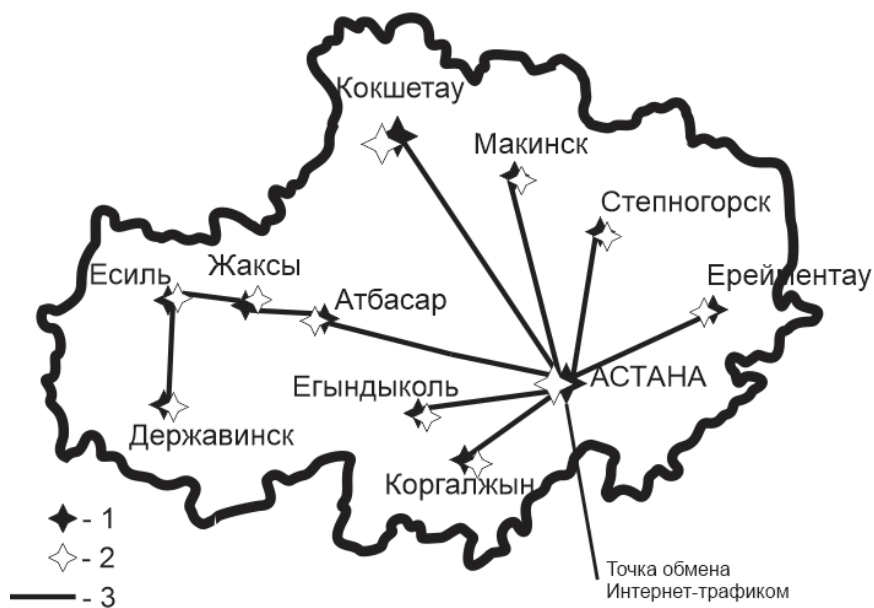 Кокшетау
Макинск
Степногорск
Ерейментау
Есиль
Жаксы
Атбасар
АСТАНА
Егындыколь
Державинск
Коргалжын
- 1
- 2
- 3
Точка обмена
Интернет-трафиком